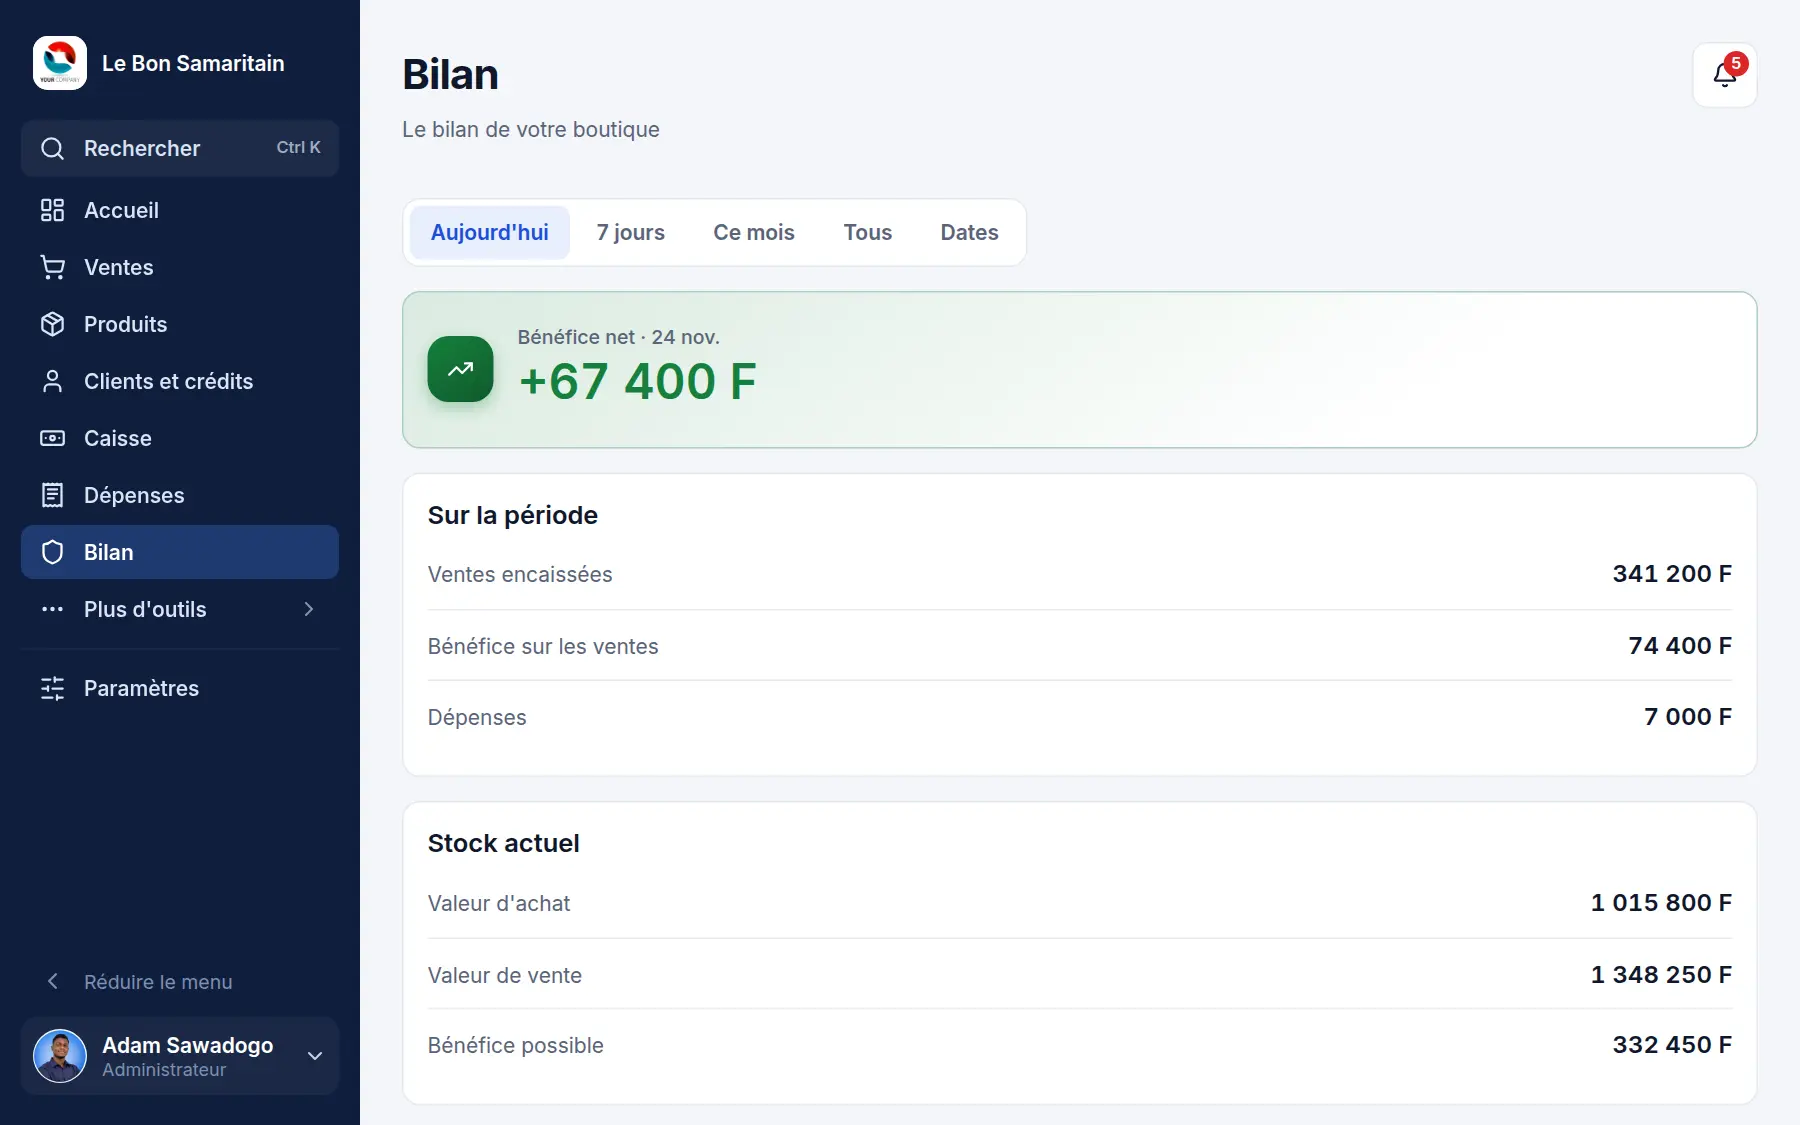 YOUR COMPANY
Le Bon Samaritain
Rechercher
Ctrl K
Accueil
Ventes
Produits
Clients et crédits
Caisse
Dépenses
Bilan
Plus d'outils
Paramètres
Réduire le menu
Adam Sawadogo
Administrateur
Bilan
5
Le bilan de votre boutique
Aujourd'hui
7 jours
Ce mois
Tous
Dates
Bénéfice net · 24 nov.
+67 400 F
Sur la période
Ventes encaissées
341 200 F
Bénéfice sur les ventes
74 400 F
Dépenses
7 000 F
Stock actuel
Valeur d'achat
1 015 800 F
Valeur de vente
1 348 250 F
Bénéfice possible
332 450 F